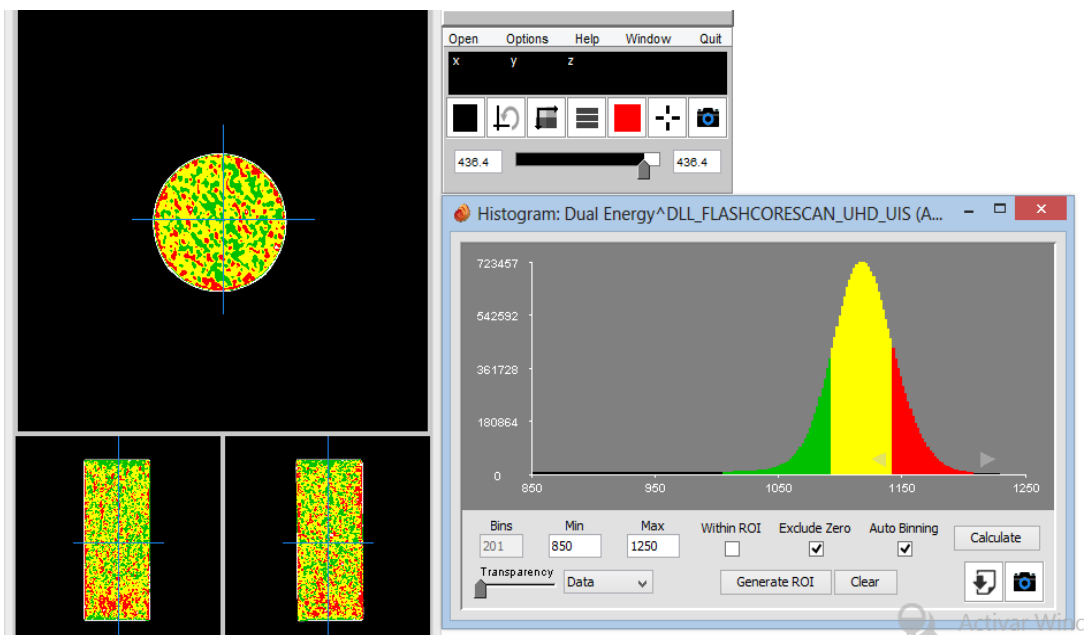 Open Options Help Window Quit
x y z
436.4 436.4
Histogram: Dual Energy^DLL_FLASHCORESCAN_UHD_UIS (A...
723457
542592
361728
180864
0
850 950 1050 1150 1250
Bins Min Max Within ROI Exclude Zero Auto Binning
201 850 1250 Calculate
Transparency
Data Generate ROI Clear
Activar Winc